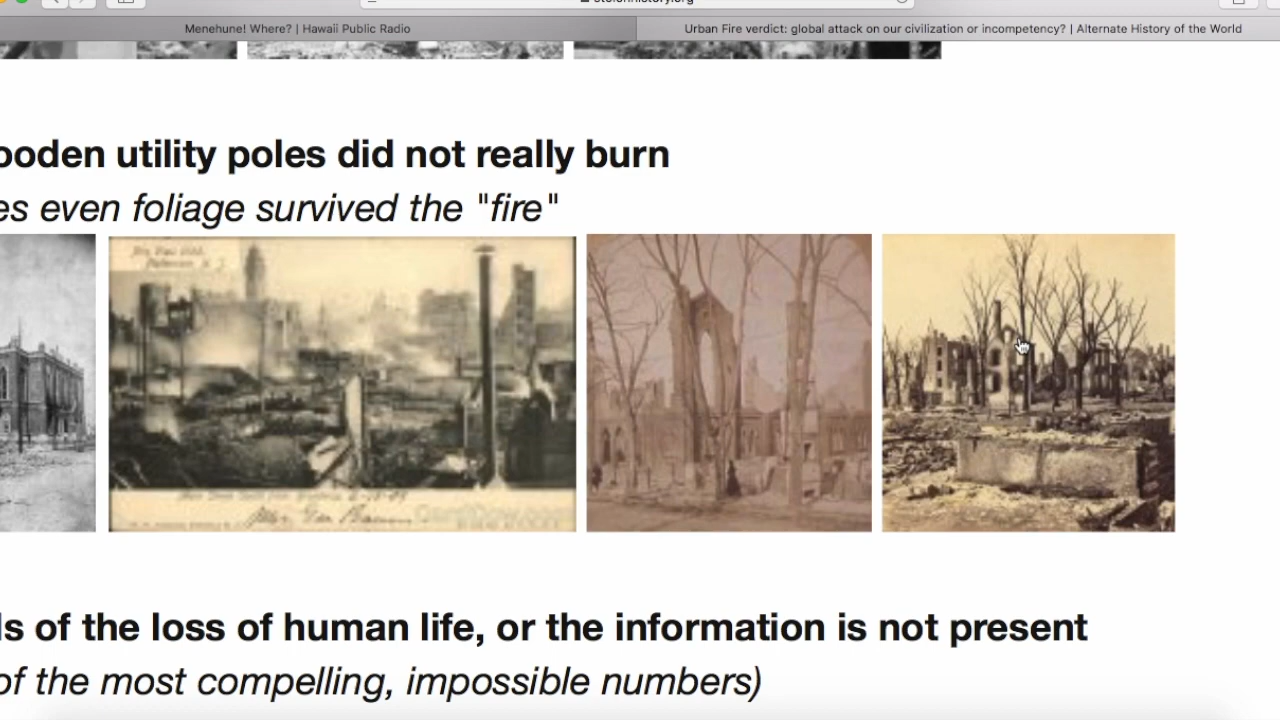 Menehune! Where? | Hawaii Public Radio
Urban Fire verdict: global attack on our civilization or incompetency? | Alternate History of the World
ooden utility poles did not really burn
es even foliage survived the "fire"
ls of the loss of human life, or the information is not present
of the most compelling, impossible numbers)